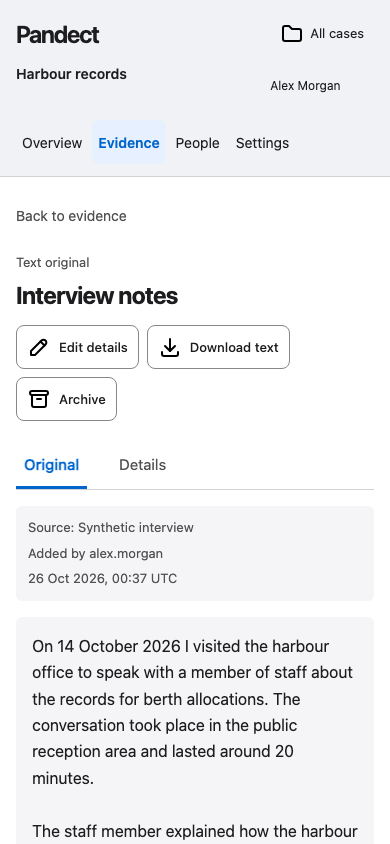 Pandect
All cases
Harbour records
Alex Morgan
Overview Evidence People Settings
Back to evidence
Text original
Interview notes
Edit details
Download text
Archive
Original Details
Source: Synthetic interview
Added by alex.morgan
26 Oct 2026, 00:37 UTC
On 14 October 2026 I visited the harbour
office to speak with a member of staff about
the records for berth allocations. The
conversation took place in the public
reception area and lasted around 20
minutes.
The staff member explained how the harbour